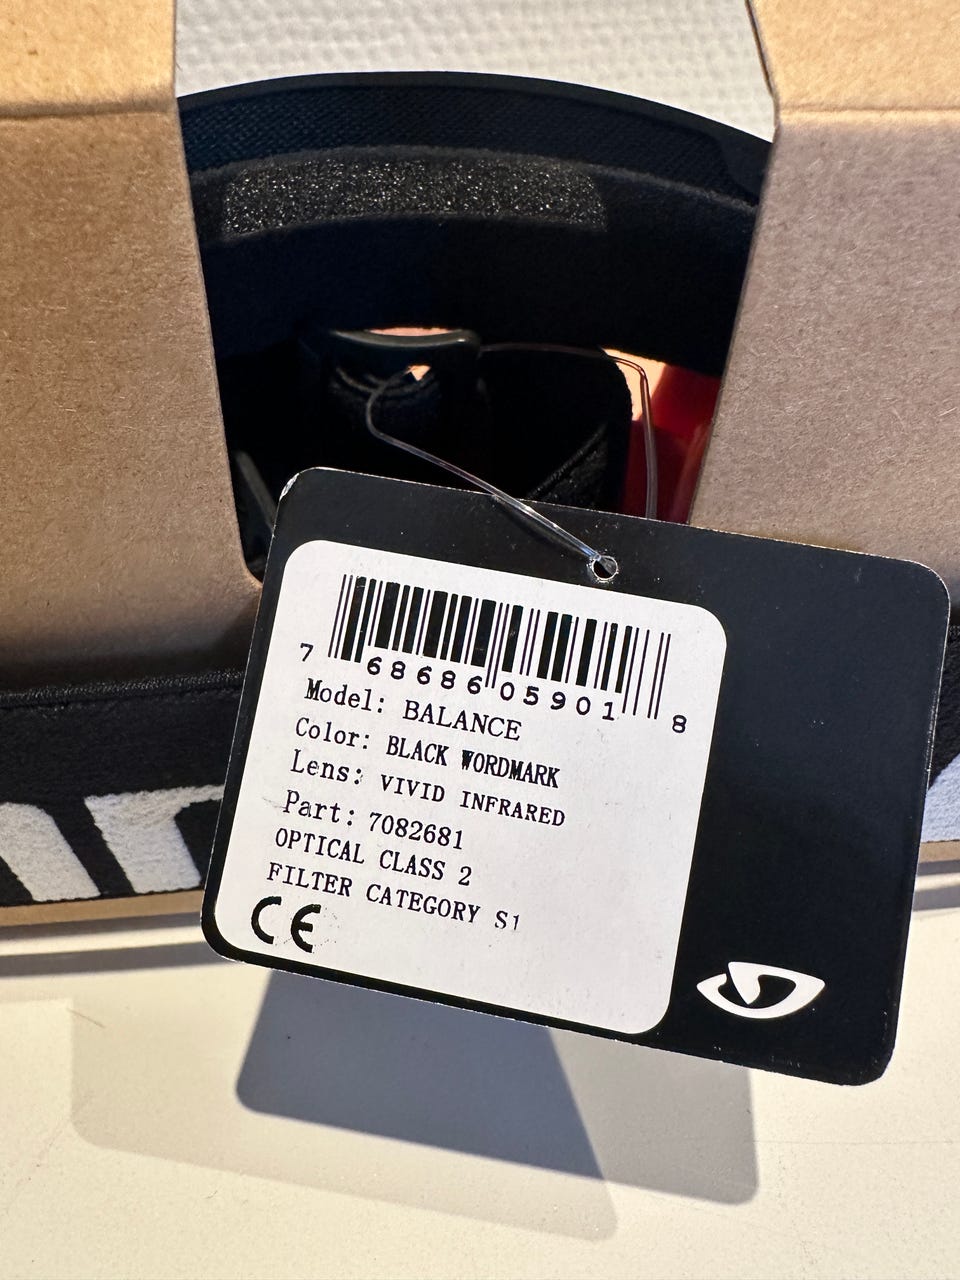 7 68686 05901 8
Model: BALANCE
Color: BLACK WORDMARK
Lens: VIVID INFRARED
Part: 7082681
OPTICAL CLASS 2
FILTER CATEGORY S1
CE